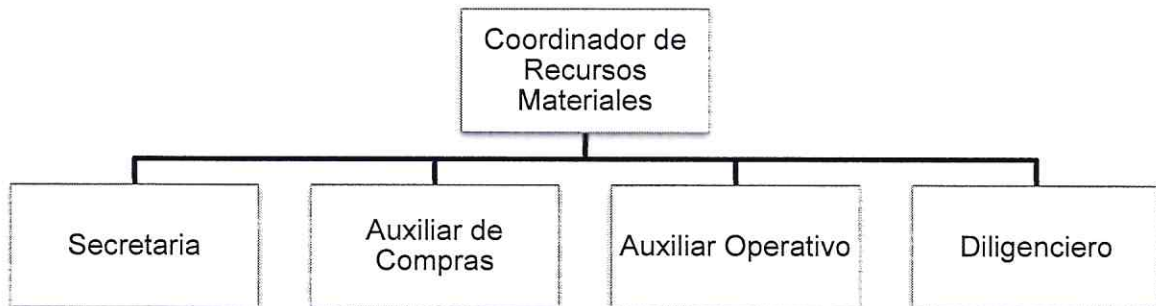 Coordinador de
Recursos
Materiales
Secretaria
Auxiliar de
Compras
Auxiliar Operativo
Diligenciero